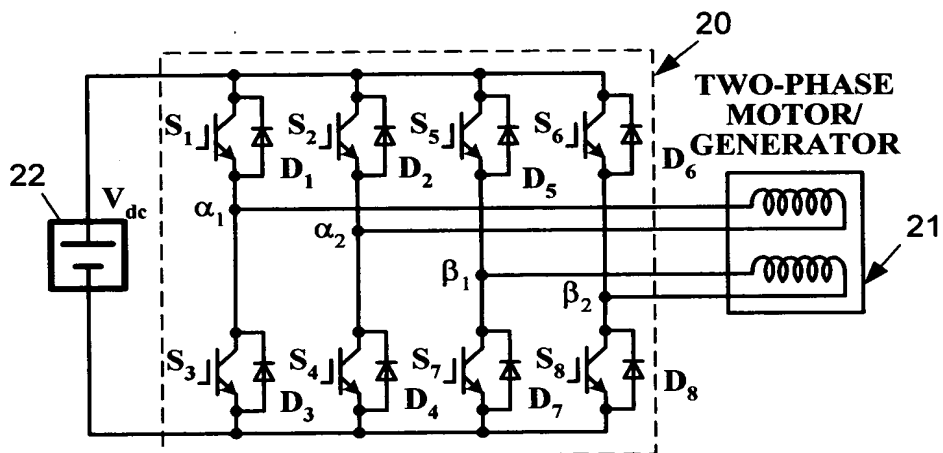 20
TWO-PHASE
MOTOR/
GENERATOR
S₁ S₂ S₅ S₆
D₁ D₂ D₅ D₆
22
V_dc
α₁
α₂
21
β₁
β₂
S₃ S₄ S₇ S₈
D₃ D₄ D₇ D₈